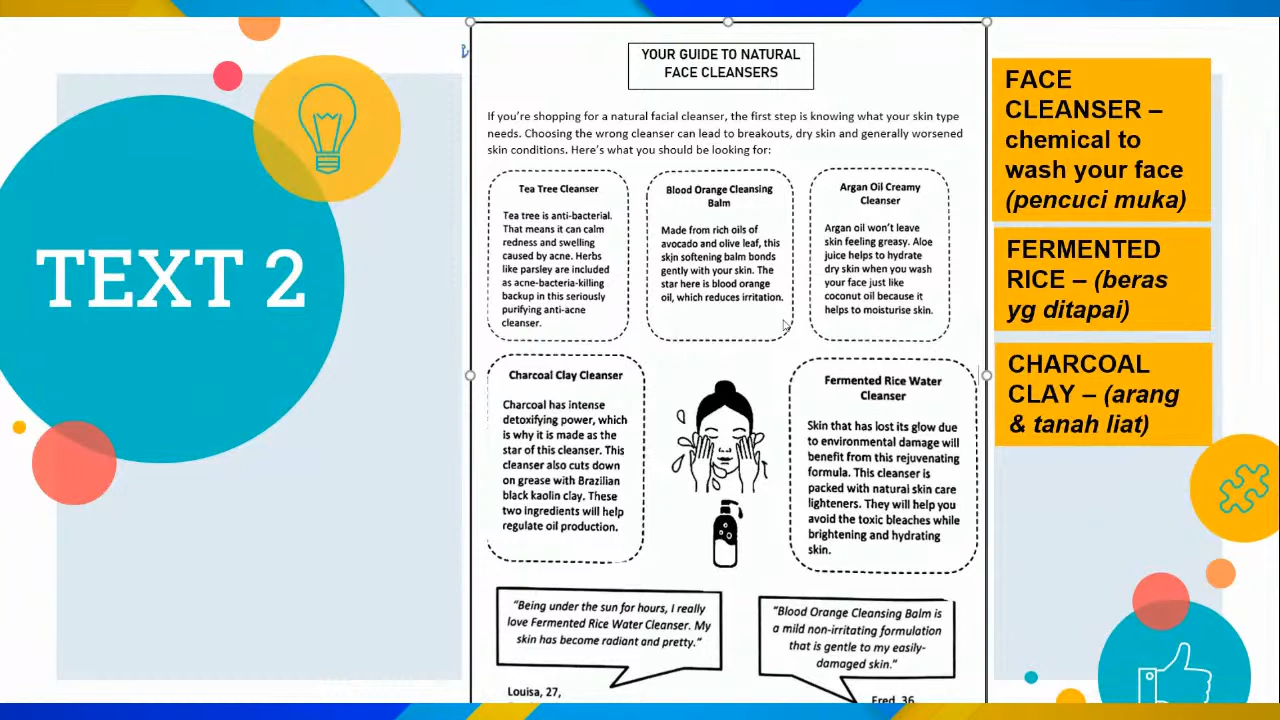 TEXT 2
YOUR GUIDE TO NATURAL
FACE CLEANSERS
If you're shopping for a natural facial cleanser, the first step is knowing what your skin type
needs. Choosing the wrong cleanser can lead to breakouts, dry skin and generally worsened
skin conditions. Here's what you should be looking for:
Tea Tree Cleanser
Tea tree is anti-bacterial.
That means it can calm
redness and swelling
caused by acne. Herbs
like parsley are included
as acne-bacteria-killing
backup in this seriously
purifying anti-acne
cleanser.
Blood Orange Cleansing
Balm
Made from rich oils of
avocado and olive leaf, this
skin softening balm bonds
gently with your skin. The
star here is blood orange
oil, which reduces irritation.
Argan Oil Creamy
Cleanser
Argan oil won't leave
skin feeling greasy. Aloe
juice helps to hydrate
dry skin when you wash
your face just like
coconut oil because it
helps to moisturise skin.
Charcoal Clay Cleanser
Charcoal has intense
detoxifying power, which
is why it is made as the
star of this cleanser. This
cleanser also cuts down
on grease with Brazilian
black kaolin clay. These
two ingredients will help
regulate oil production.
Fermented Rice Water
Cleanser
Skin that has lost its glow due
to environmental damage will
benefit from this rejuvenating
formula. This cleanser is
packed with natural skin care
lighteners. They will help you
avoid the toxic bleaches while
brightening and hydrating
skin.
"Being under the sun for hours, I really
love Fermented Rice Water Cleanser. My
skin has become radiant and pretty."
Louisa, 27,
"Blood Orange Cleansing Balm is
a mild non-irritating formulation
that is gentle to my easily-
damaged skin."
Fred, 36
FACE
CLEANSER –
chemical to
wash your face
(pencuci muka)
FERMENTED
RICE – (beras
yg ditapai)
CHARCOAL
CLAY – (arang
& tanah liat)